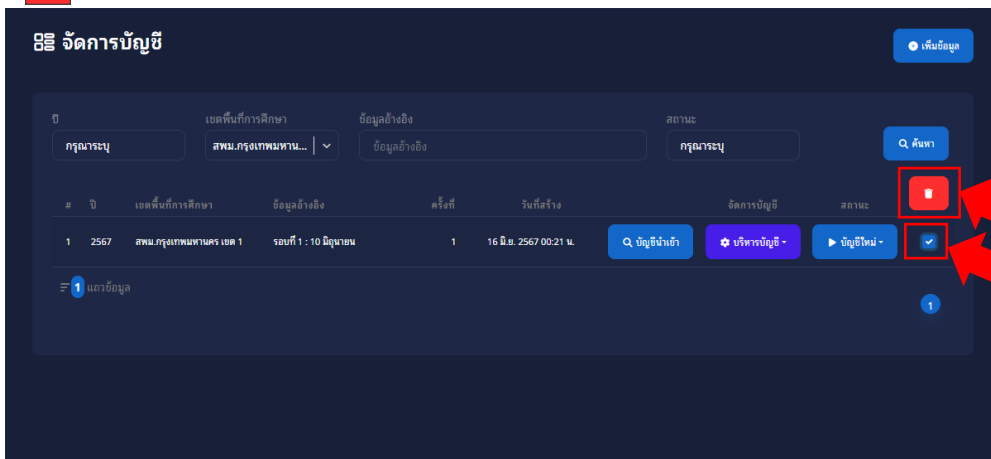 จัดการบัญชี
เพิ่มข้อมูล
ปี เขตพื้นที่การศึกษา ข้อมูลอ้างอิง สถานะ
กรุณาระบุ สพม.กรุงเทพมหาน... ข้อมูลอ้างอิง กรุณาระบุ ค้นหา
# ปี เขตพื้นที่การศึกษา ข้อมูลอ้างอิง ครั้งที่ วันที่สร้าง จัดการบัญชี สถานะ
1 2567 สพม.กรุงเทพมหานคร เขต 1 รอบที่ 1 : 10 มิถุนายน 1 16 มิ.ย. 2567 00:21 น. บัญชีนำเข้า บริหารบัญชี บัญชีใหม่
1 แถวข้อมูล
1